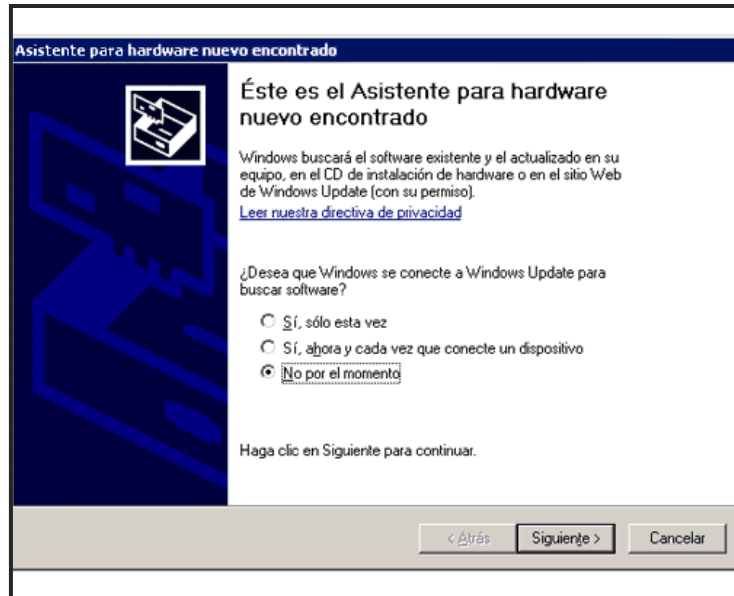 Asistente para hardware nuevo encontrado
Éste es el Asistente para hardware
nuevo encontrado
Windows buscará el software existente y el actualizado en su
equipo, en el CD de instalación de hardware o en el sitio Web
de Windows Update (con su permiso).
Leer nuestra directiva de privacidad
¿Desea que Windows se conecte a Windows Update para
buscar software?
Sí, sólo esta vez
Sí, ahora y cada vez que conecte un dispositivo
No por el momento
Haga clic en Siguiente para continuar.
< Atrás Siguiente > Cancelar